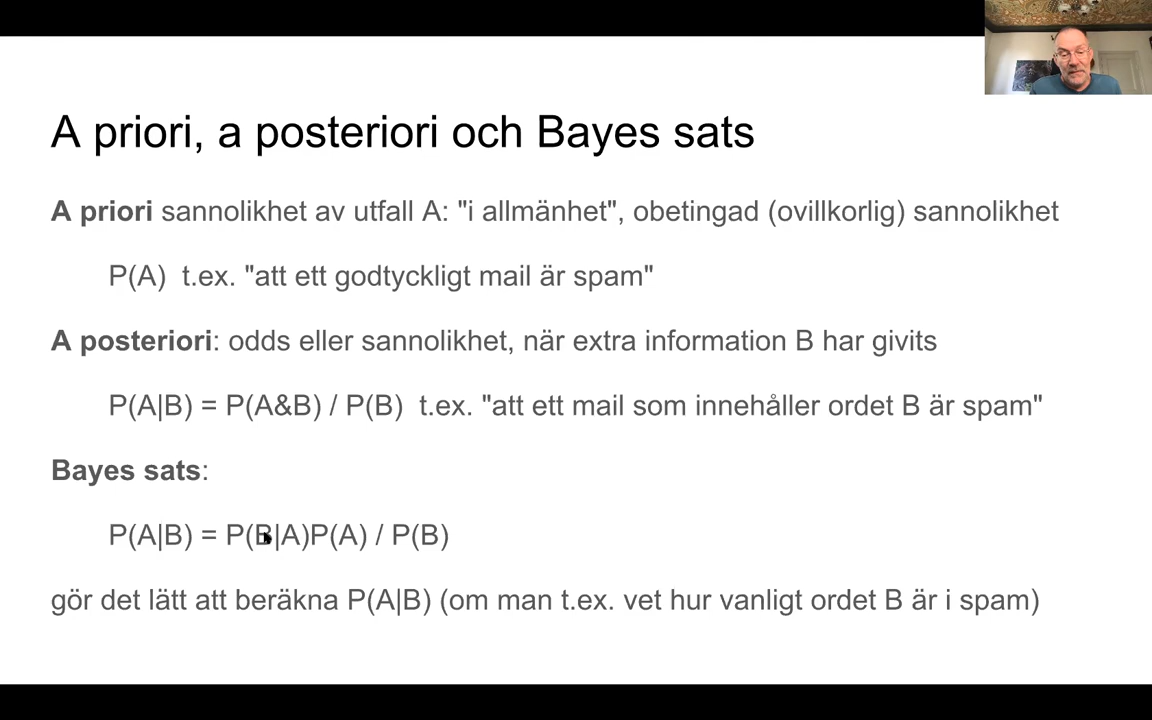 A priori, a posteriori och Bayes sats
A priori sannolikhet av utfall A: "i allmänhet", obetingad (ovillkorlig) sannolikhet
P(A) t.ex. "att ett godtyckligt mail är spam"
A posteriori: odds eller sannolikhet, när extra information B har givits
P(A|B) = P(A&B) / P(B) t.ex. "att ett mail som innehåller ordet B är spam"
Bayes sats:
P(A|B) = P(B|A)P(A) / P(B)
gör det lätt att beräkna P(A|B) (om man t.ex. vet hur vanligt ordet B är i spam)